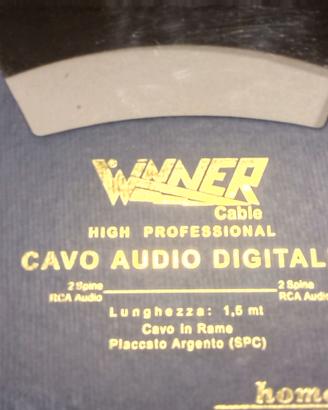 WINNER
Cable
HIGH PROFESSIONAL
CAVO AUDIO DIGITAL
2 Spine RCA Audio
2 Spine RCA Audio
Lunghezza: 1,5 mt
Cavo in Rame
Placcato Argento (SPC)
home